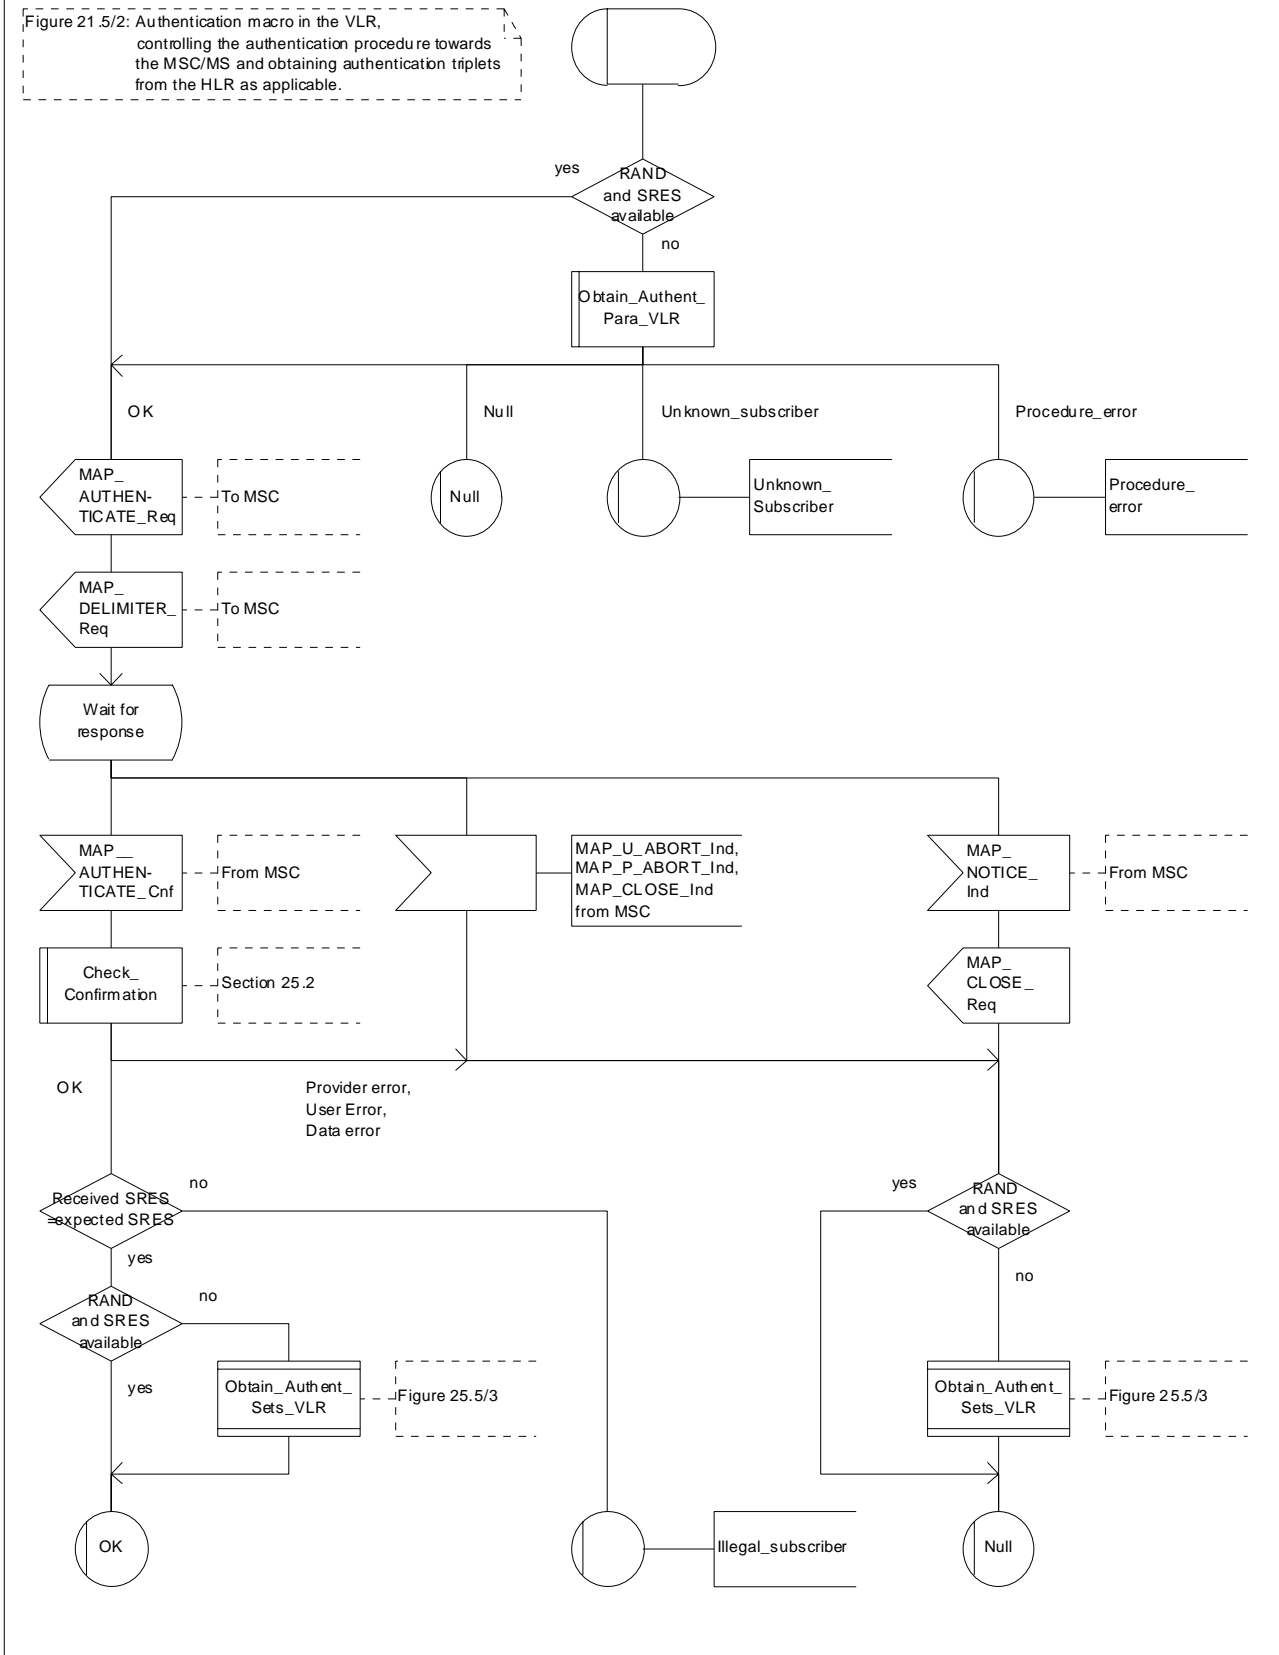 Figure 21.5/2: Authentication macro in the VLR,
controlling the authentication procedure towards
the MSC/MS and obtaining authentication triplets
from the HLR as applicable.
yes
RAND
and SRES
available
no
Obtain_Authent_
Para_VLR
OK
Null
Unknown_subscriber
Procedure_error
MAP_
AUTHEN-
TICATE_Req
To MSC
Null
Unknown_
Subscriber
Procedure_
error
MAP_
DELIMITER_
Req
To MSC
Wait for
response
MAP__
AUTHEN-
TICATE_Cnf
From MSC
MAP_U_ABORT_Ind,
MAP_P_ABORT_Ind,
MAP_CLOSE_Ind
from MSC
MAP_
NOTICE_
Ind
From MSC
Check_
Confirmation
Section 25.2
MAP_
CLOSE_
Req
OK
Provider error,
User Error,
Data error
Received SRES
=expected SRES
no
yes
yes
RAND
and SRES
available
no
RAND
and SRES
available
no
yes
Obtain_Authent_
Sets_VLR
Figure 25.5/3
Obtain_Authent_
Sets_VLR
Figure 25.5/3
OK
Illegal_subscriber
Null